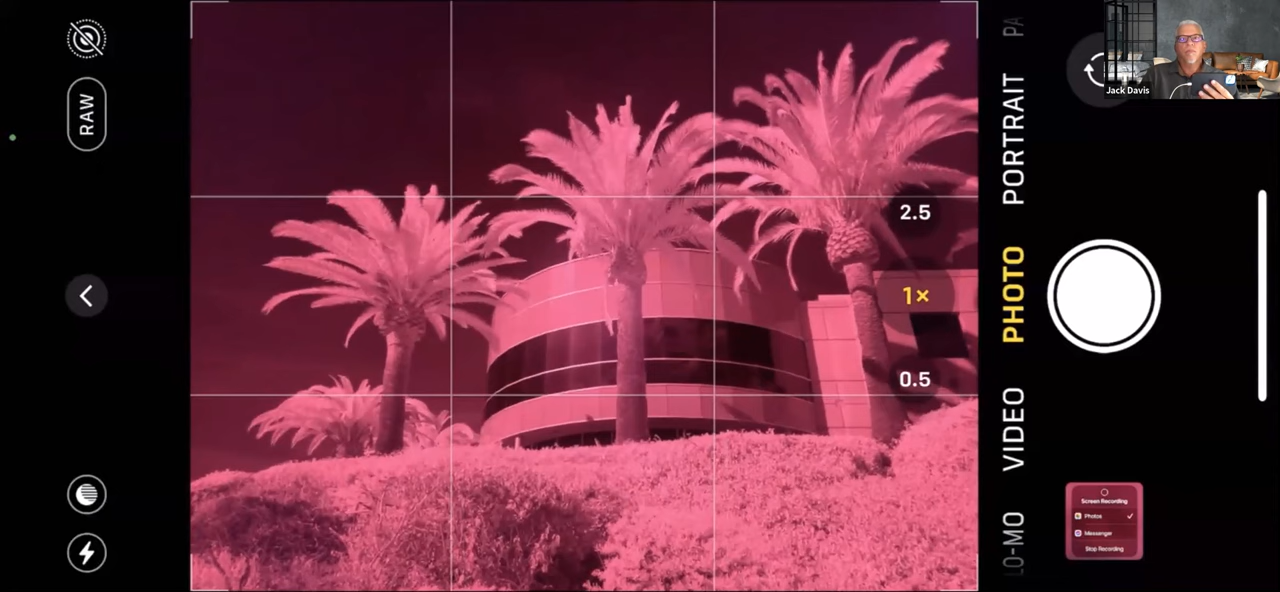 RAW
2.5
1×
0.5
PA
PORTRAIT
PHOTO
VIDEO
LO-MO
Jack Davis
Screen Recording
Photos
Messenger
Stop Recording